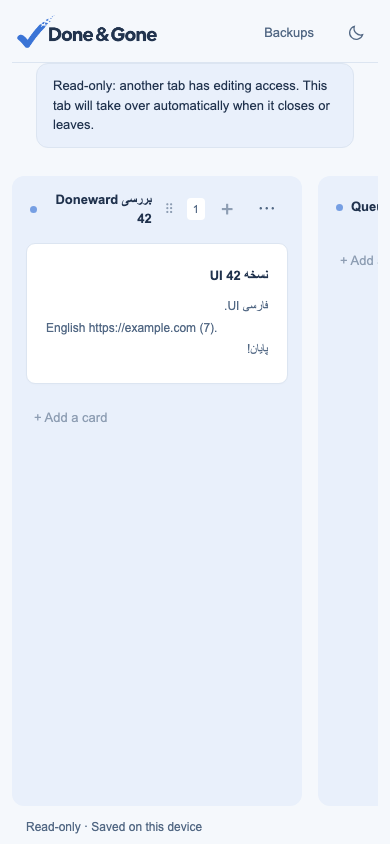 Done & Gone
Backups
Read-only: another tab has editing access. This
tab will take over automatically when it closes or
leaves.
بررسی Doneward
42
1
+
...
نسخه UI 42
فارسی UI.
English https://example.com (7).
پایان!
+ Add a card
+ Add
Read-only · Saved on this device